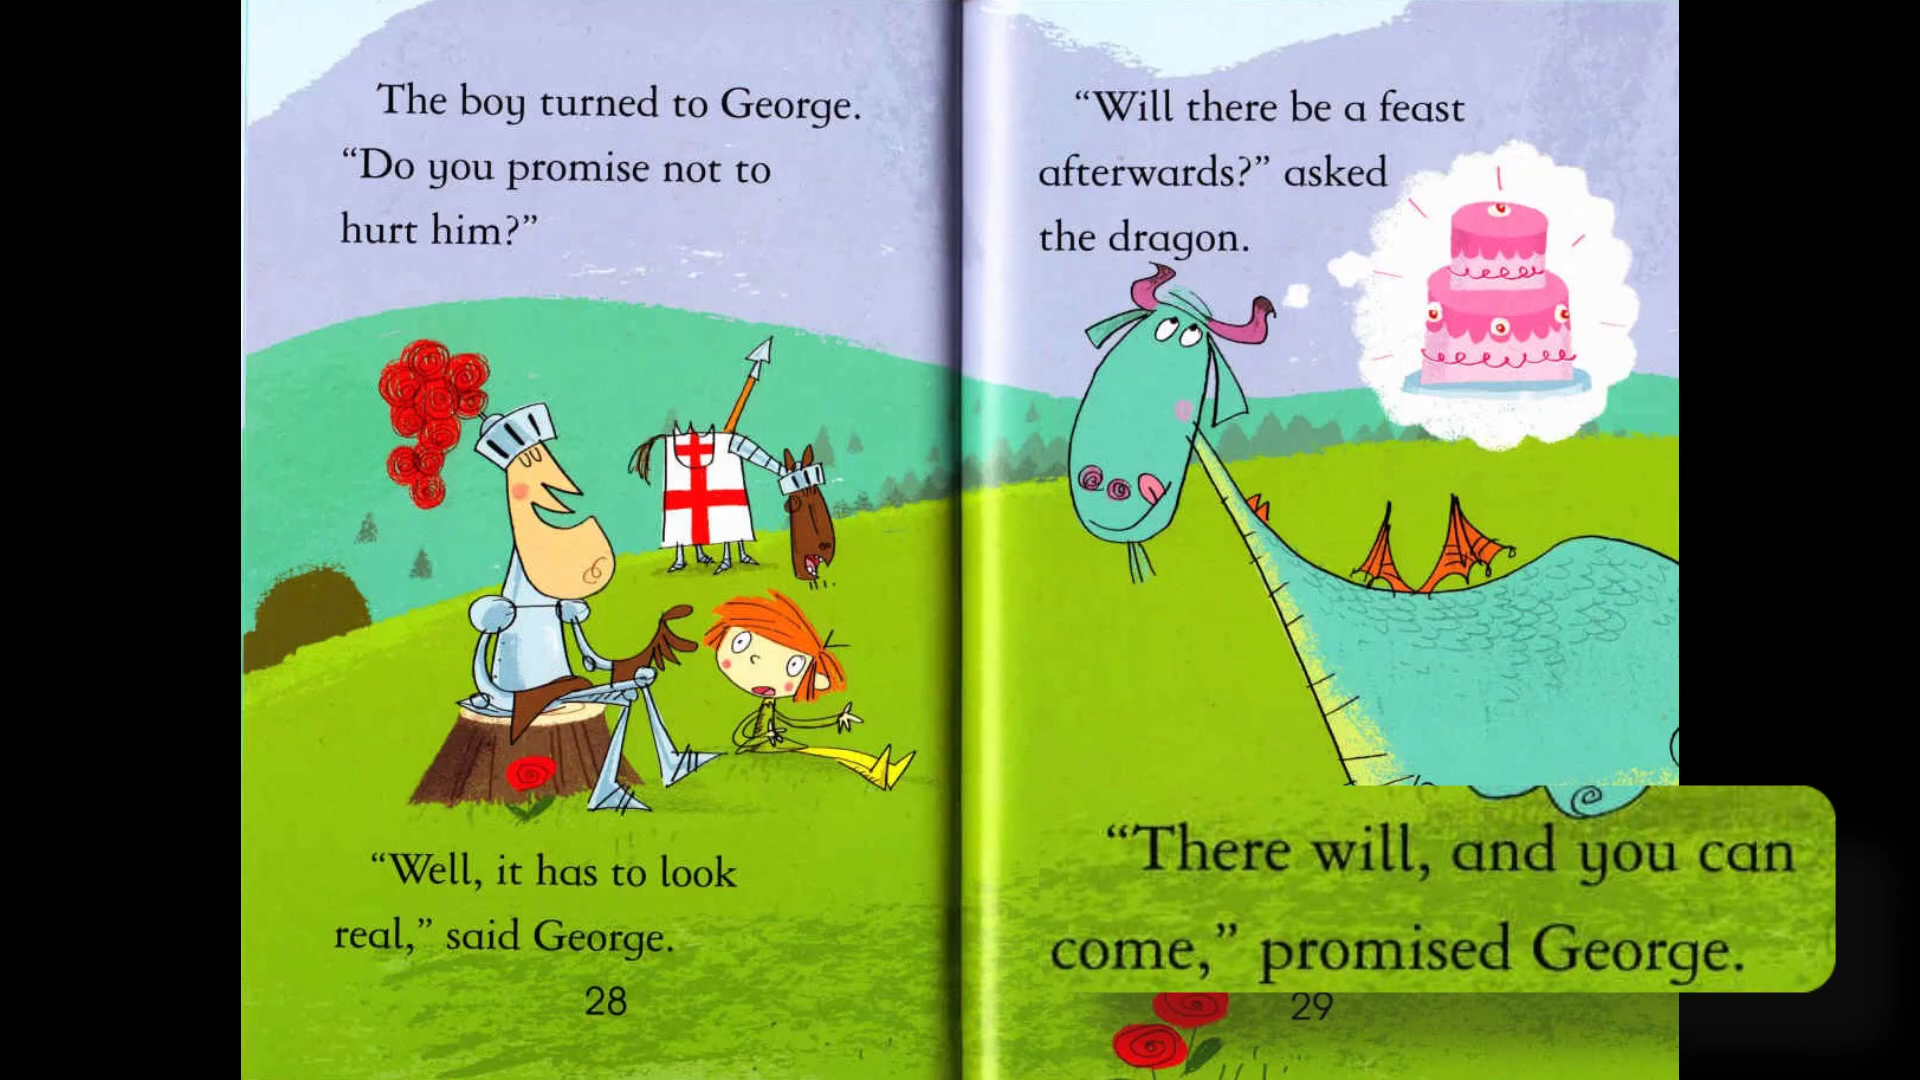 The boy turned to George.
“Do you promise not to
hurt him?”
“Well, it has to look
real,” said George.
28
“Will there be a feast
afterwards?” asked
the dragon.
“There will, and you can
come,” promised George.
29